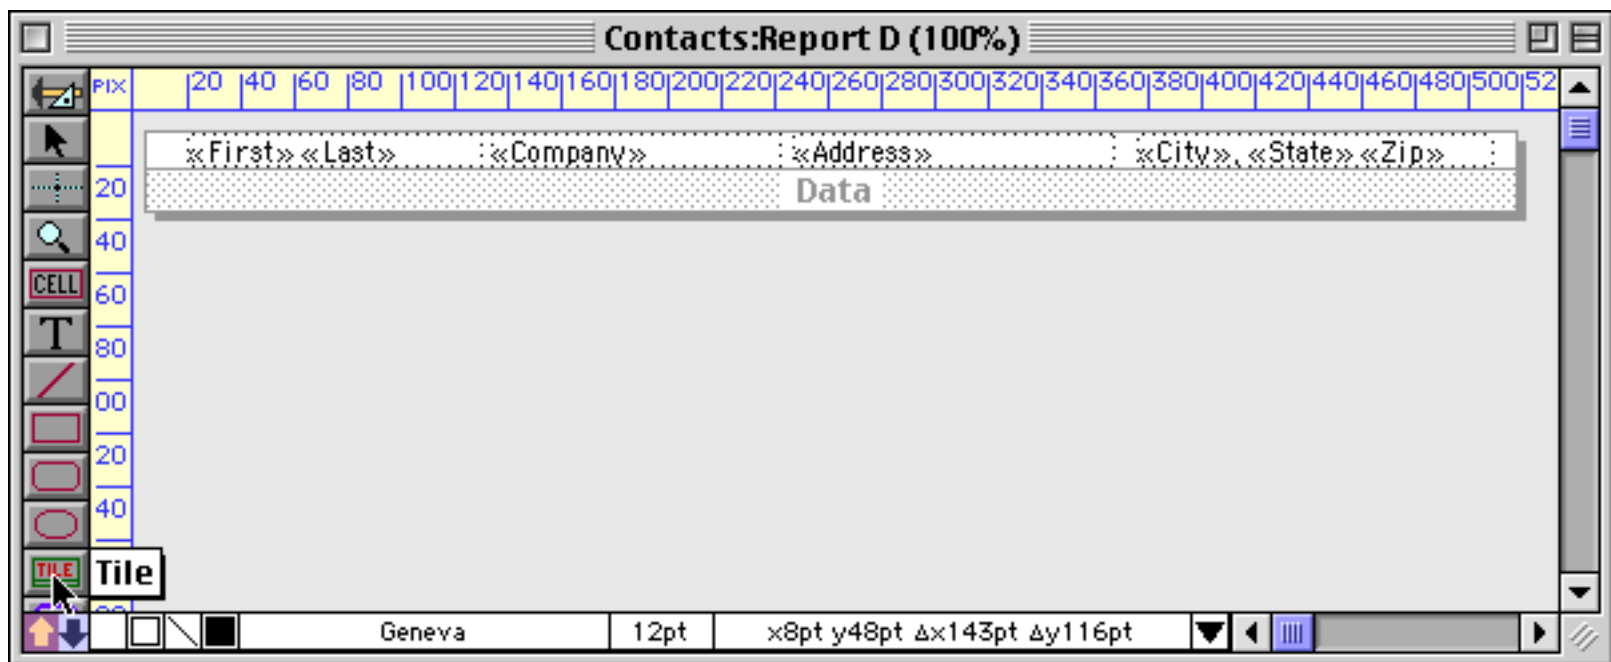 Contacts:Report D (100%)
PIX 20 40 60 80 100 120 140 160 180 200 220 240 260 280 300 320 340 360 380 400 420 440 460 480 500 52
«First» «Last» «Company» «Address» «City», «State» «Zip»
20 Data
40
CELL 60
T 80
00
20
40
TILE Tile
Geneva 12pt x8pt y48pt Δx143pt Δy116pt